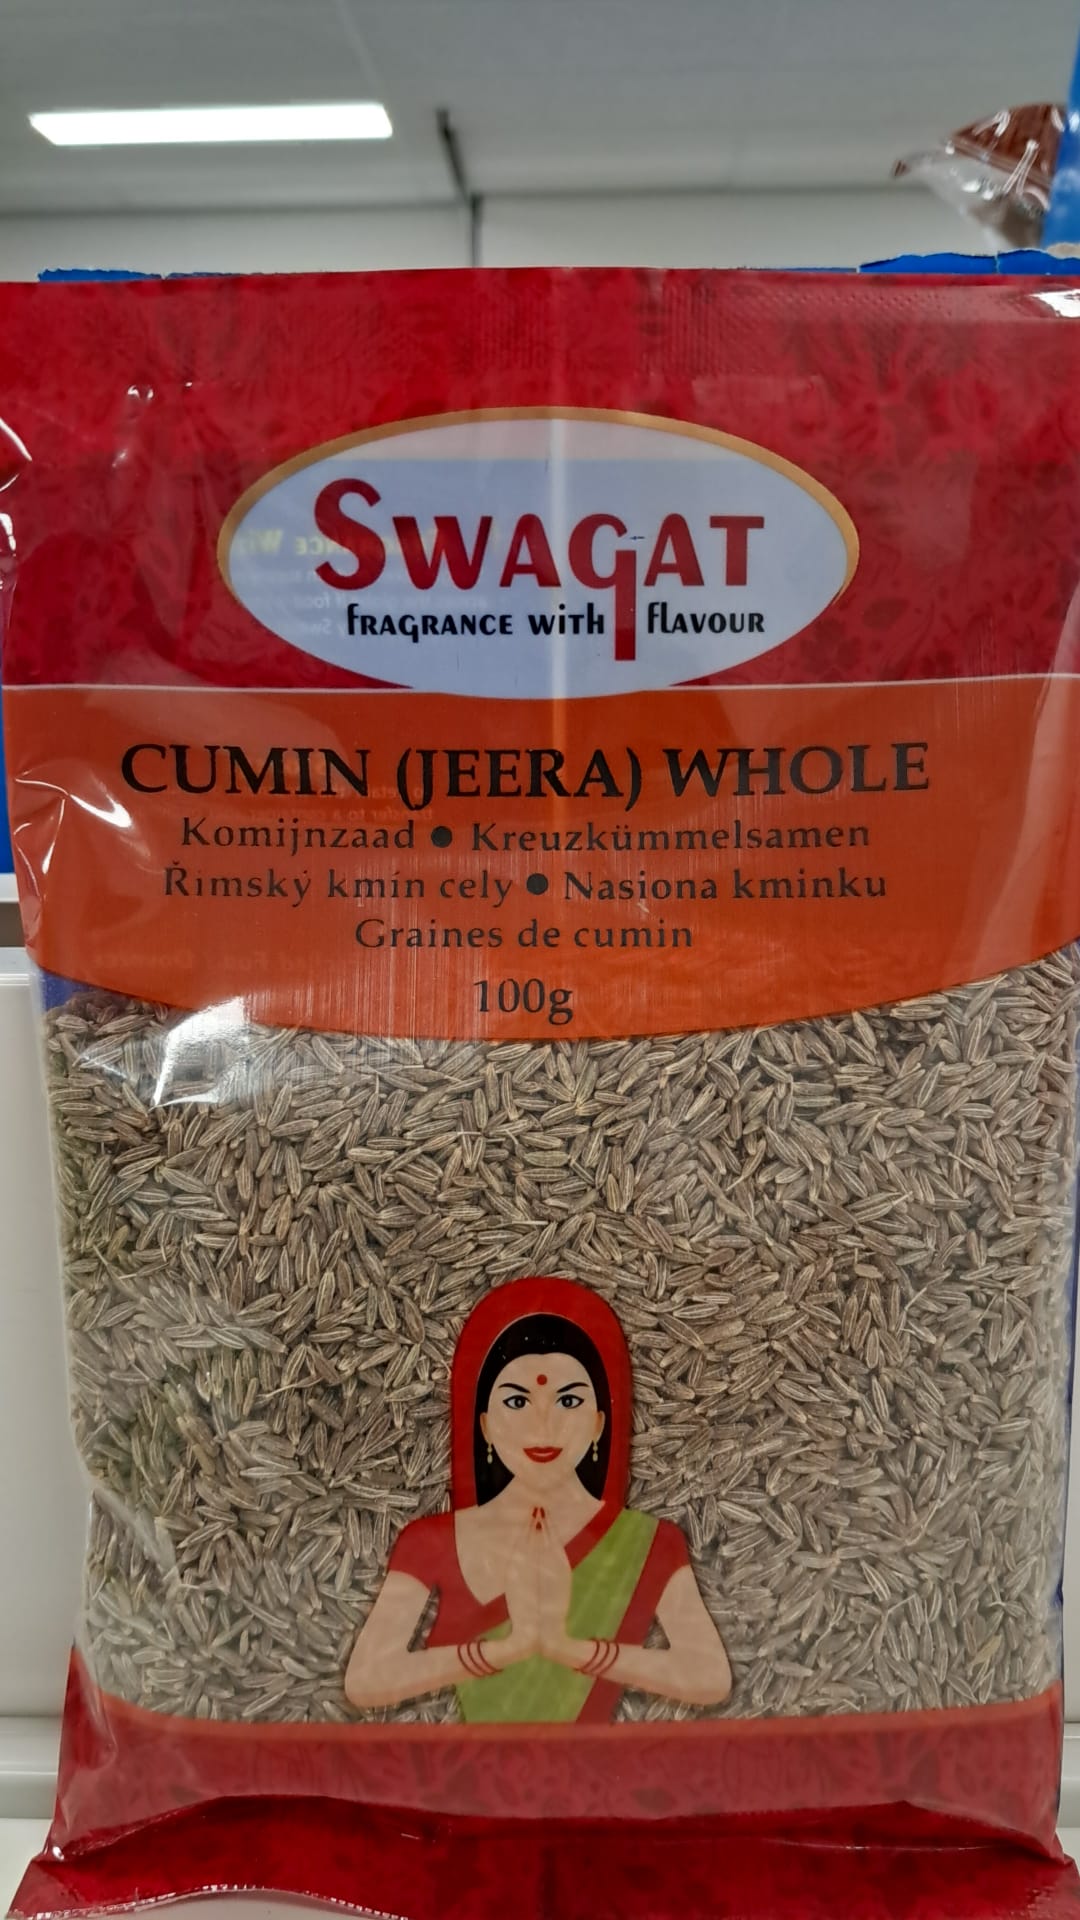 SWAGAT
FRAGRANCE WITH FLAVOUR
CUMIN (JEERA) WHOLE
Komijnzaad ● Kreuzkümmelsamen
Římský kmín cely ● Nasiona kminku
Graines de cumin
100g